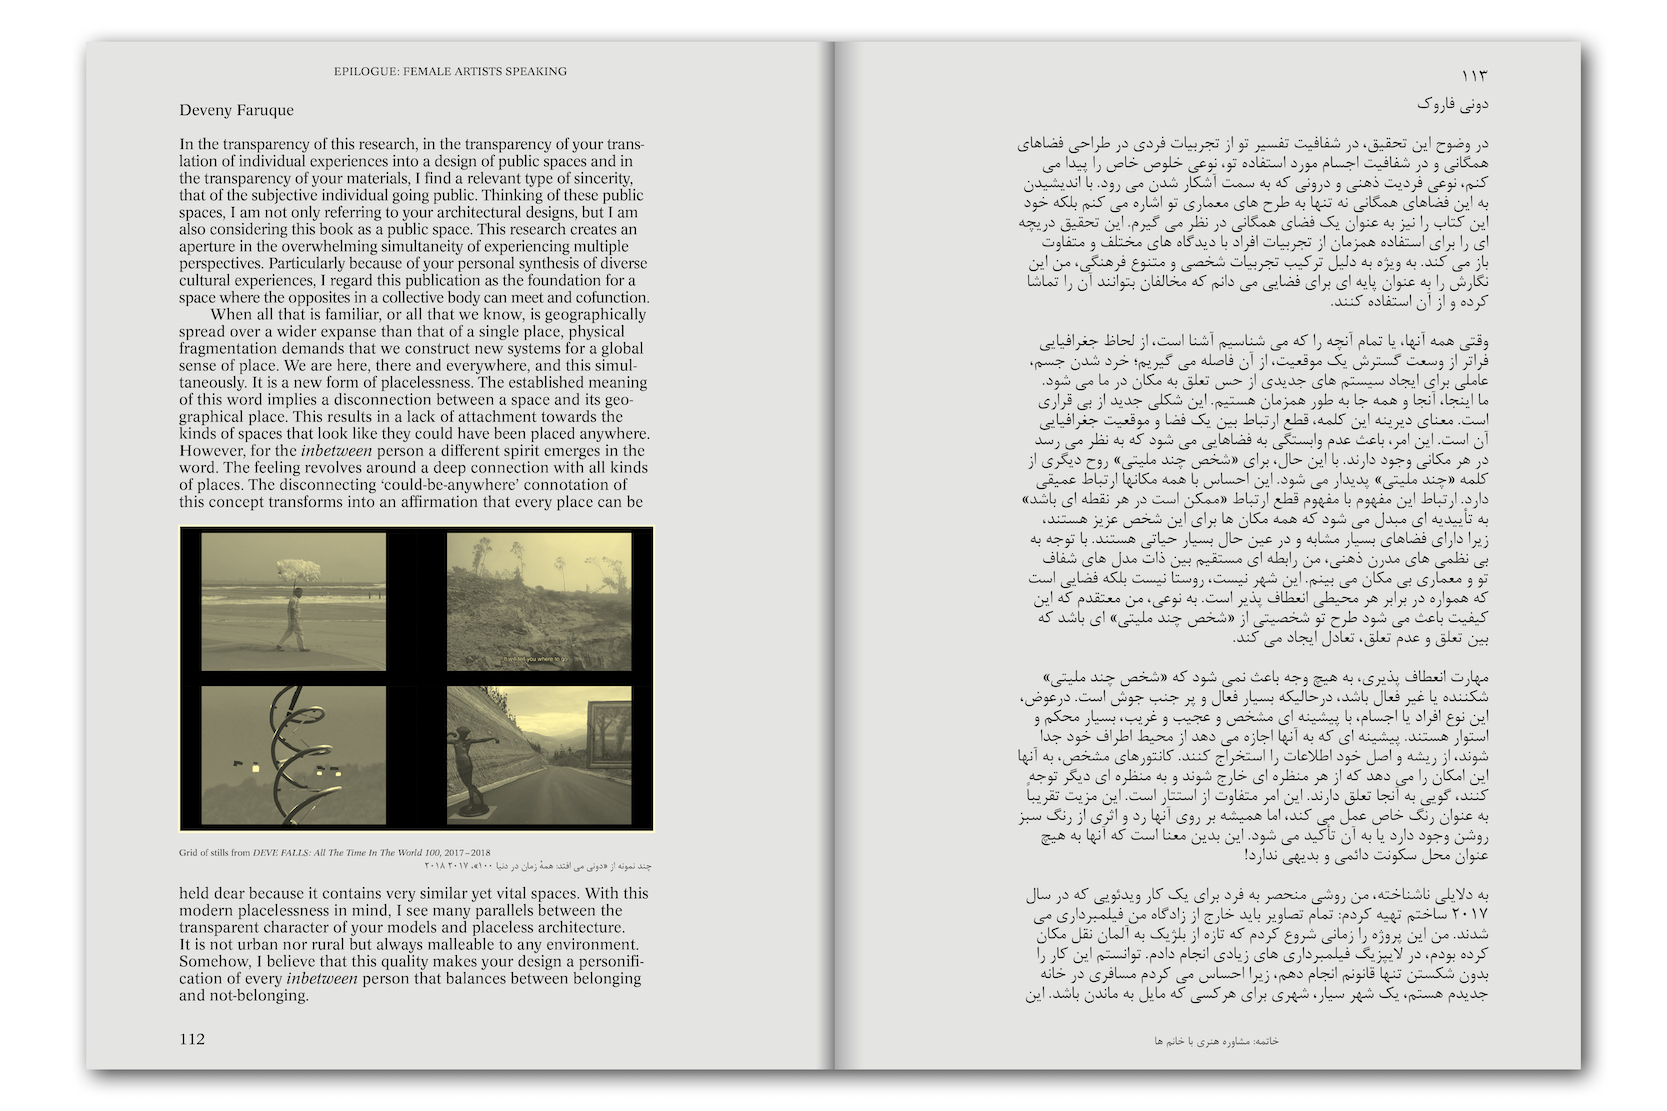 EPILOGUE: FEMALE ARTISTS SPEAKING
Deveny Faruque
In the transparency of this research, in the transparency of your trans-
lation of individual experiences into a design of public spaces and in
the transparency of your materials, I find a relevant type of sincerity,
that of the subjective individual going public. Thinking of these public
spaces, I am not only referring to your architectural designs, but I am
also considering this book as a public space. This research creates an
aperture in the overwhelming simultaneity of experiencing multiple
perspectives. Particularly because of your personal synthesis of diverse
cultural experiences, I regard this publication as the foundation for a
space where the opposites in a collective body can meet and cofunction.
When all that is familiar, or all that we know, is geographically
spread over a wider expanse than that of a single place, physical
fragmentation demands that we construct new systems for a global
sense of place. We are here, there and everywhere, and this simul-
taneously. It is a new form of placelessness. The established meaning
of this word implies a disconnection between a space and its geo-
graphical place. This results in a lack of attachment towards the
kinds of spaces that look like they could have been placed anywhere.
However, for the inbetween person a different spirit emerges in the
word. The feeling revolves around a deep connection with all kinds
of places. The disconnecting ‘could-be-anywhere’ connotation of
this concept transforms into an affirmation that every place can be
It will tell you where to go
Grid of stills from DEVE FALLS: All The Time In The World 100, 2017–2018
چند نمونه از «دونی می افتد: همهٔ زمان در دنیا ۱۰۰»، ۲۰۱۷ ۲۰۱۸
held dear because it contains very similar yet vital spaces. With this
modern placelessness in mind, I see many parallels between the
transparent character of your models and placeless architecture.
It is not urban nor rural but always malleable to any environment.
Somehow, I believe that this quality makes your design a personifi-
cation of every inbetween person that balances between belonging
and not-belonging.
112
۱۱۳
دونی فاروک
در وضوح این تحقیق، در شفافیت تفسیر تو از تجربیات فردی در طراحی فضاهای
همگانی و در شفافیت اجسام مورد استفاده تو، نوعی خلوص خاص را پیدا می
کنم، نوعی فردیت ذهنی و درونی که به سمت آشکار شدن می رود. با اندیشیدن
به این فضاهای همگانی نه تنها به طرح های معماری تو اشاره می کنم بلکه خود
این کتاب را نیز به عنوان یک فضای همگانی در نظر می گیرم. این تحقیق دریچه
ای را برای استفاده همزمان از تجربیات افراد با دیدگاه های مختلف و متفاوت
باز می کند. به ویژه به دلیل ترکیب تجربیات شخصی و متنوع فرهنگی، من این
نگارش را به عنوان پایه ای برای فضایی می دانم که مخالفان بتوانند آن را تماشا
کرده و از آن استفاده کنند.
وقتی همه آنها، یا تمام آنچه را که می شناسیم آشنا است، از لحاظ جغرافیایی
فراتر از وسعت گسترش یک موقعیت، از آن فاصله می گیریم؛ خرد شدن جسم،
عاملی برای ایجاد سیستم های جدیدی از حس تعلق به مکان در ما می شود.
ما اینجا، آنجا و همه جا به طور همزمان هستیم. این شکلی جدید از بی قراری
است. معنای دیرینه این کلمه، قطع ارتباط بین یک فضا و موقعیت جغرافیایی
آن است. این امر، باعث عدم وابستگی به فضاهایی می شود که به نظر می رسد
در هر مکانی وجود دارند. با این حال، برای «شخص چند ملیتی» روح دیگری از
کلمه «چند ملیتی» پدیدار می شود. این احساس با همه مکانها ارتباط عمیقی
دارد. ارتباط این مفهوم با مفهوم قطع ارتباط «ممکن است در هر نقطه ای باشد»
به تأییدیه ای مبدل می شود که همه مکان ها برای این شخص عزیز هستند،
زیرا دارای فضاهای بسیار مشابه و در عین حال بسیار حیاتی هستند. با توجه به
بی نظمی های مدرن ذهنی، من رابطه ای مستقیم بین ذات مدل های شفاف
تو و معماری بی مکان می بینم. این شهر نیست، روستا نیست بلکه فضایی است
که همواره در برابر هر محیطی انعطاف پذیر است. به نوعی، من معتقدم که این
کیفیت باعث می شود طرح تو شخصیتی از «شخص چند ملیتی» ای باشد که
بین تعلق و عدم تعلق، تعادل ایجاد می کند.
مهارت انعطاف پذیری، به هیچ وجه باعث نمی شود که «شخص چند ملیتی»
شکننده یا غیر فعال باشد، درحالیکه بسیار فعال و پر جنب جوش است. درعوض،
این نوع افراد یا اجسام، با پیشینه ای مشخص و عجیب و غریب، بسیار محکم و
استوار هستند. پیشینه ای که به آنها اجازه می دهد از محیط اطراف خود جدا
شوند، از ریشه و اصل خود اطلاعات را استخراج کنند. کانتورهای مشخص، به آنها
این امکان را می دهد که از هر منظره ای خارج شوند و به منظره ای دیگر توجه
کنند، گویی به آنجا تعلق دارند. این امر متفاوت از استتار است. این مزیت تقریباً
به عنوان رنگ خاص عمل می کند، اما همیشه بر روی آنها رد و اثری از رنگ سبز
روشن وجود دارد یا به آن تأکید می شود. این بدین معنا است که آنها به هیچ
عنوان محل سکونت دائمی و بدیهی ندارد!
به دلایلی ناشناخته، من روشی منحصر به فرد برای یک کار ویدئویی که در سال
۲۰۱۷ ساختم تهیه کردم: تمام تصاویر باید خارج از زادگاه من فیلمبرداری می
شدند. من این پروژه را زمانی شروع کردم که تازه از بلژیک به آلمان نقل مکان
کرده بودم، در لایپزیگ فیلمبرداری های زیادی انجام دادم. توانستم این کار را
بدون شکستن تنها قانونم انجام دهم، زیرا احساس می کردم مسافری در خانه
جدیدم هستم، یک شهر سیار، شهری برای هرکسی که مایل به ماندن باشد. این
خاتمه: مشاوره هنری با خانم ها